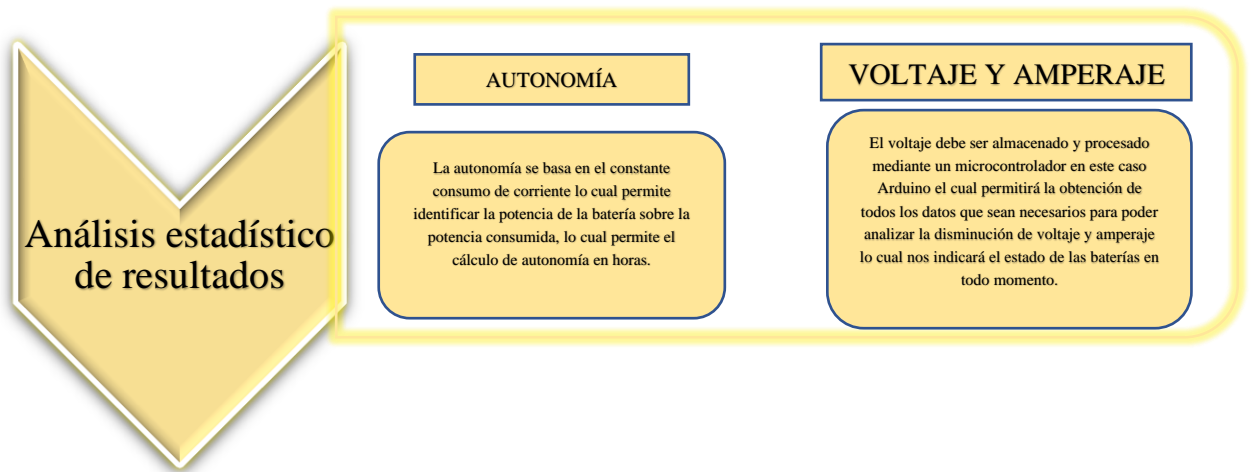 Análisis estadístico
de resultados
AUTONOMÍA
La autonomía se basa en el constante
consumo de corriente lo cual permite
identificar la potencia de la batería sobre la
potencia consumida, lo cual permite el
cálculo de autonomía en horas.
VOLTAJE Y AMPERAJE
El voltaje debe ser almacenado y procesado
mediante un microcontrolador en este caso
Arduino el cual permitirá la obtención de
todos los datos que sean necesarios para poder
analizar la disminución de voltaje y amperaje
lo cual nos indicará el estado de las baterías en
todo momento.